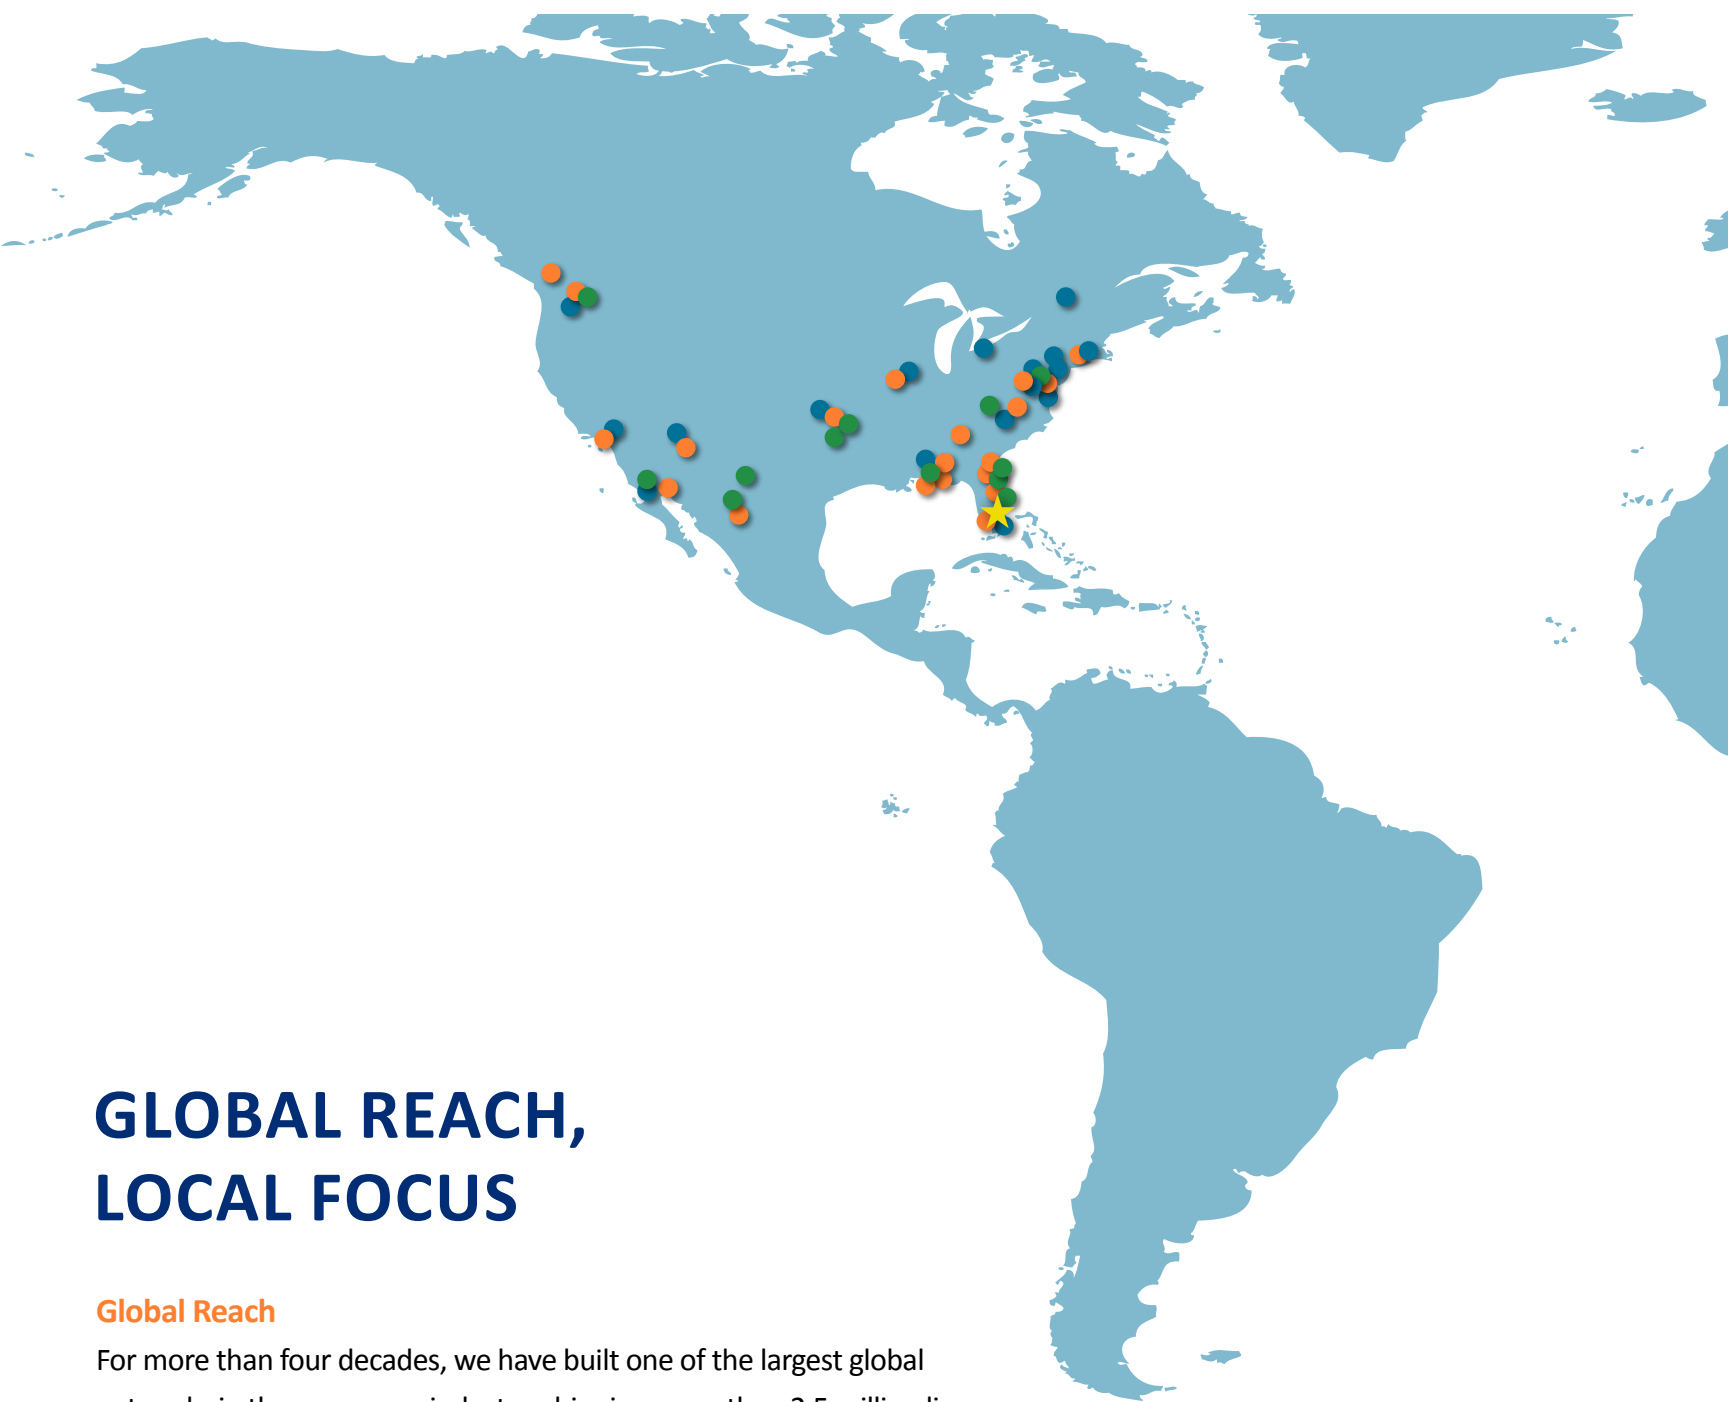 GLOBAL REACH,
LOCAL FOCUS
Global Reach
For more than four decades, we have built one of the largest global